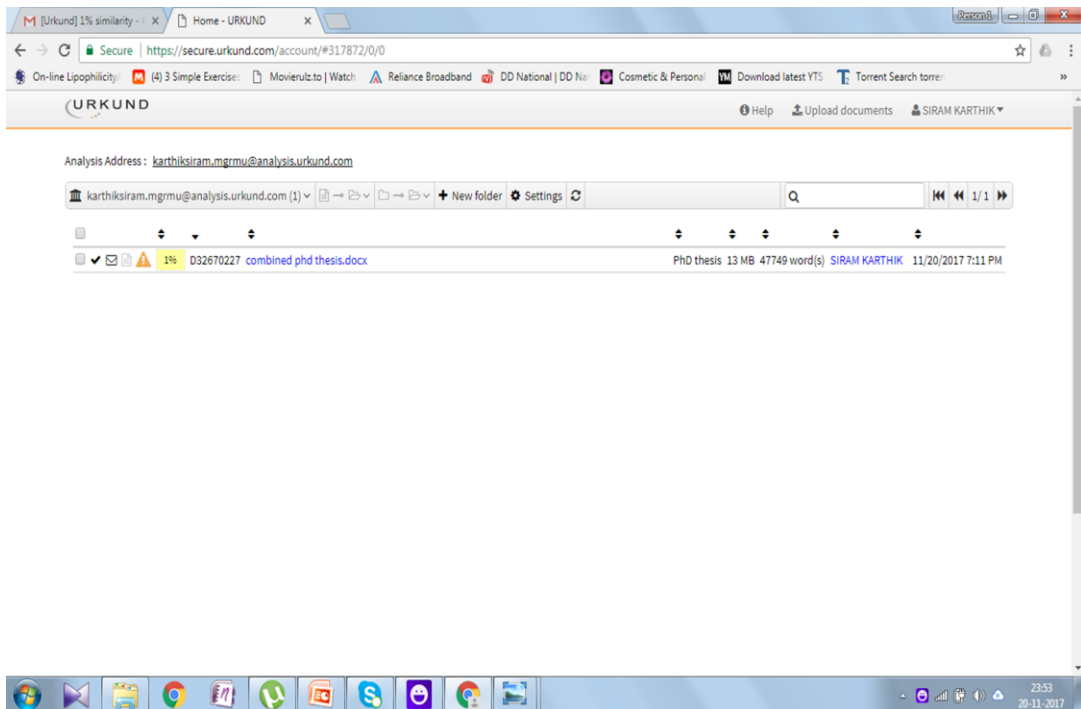 [Urkund] 1% similarity - Home - URKUND Person 1
Secure https://secure.urkund.com/account/#317872/0/0
On-line Lipophilicity/ (4) 3 Simple Exercise: Movierulz.to | Watch Reliance Broadband DD National | DD Na Cosmetic & Personal YM Download latest YTS Torrent Search torren »
URKUND Help Upload documents SIRAM KARTHIK
Analysis Address : karthiksiram.mgrmu@analysis.urkund.com
karthiksiram.mgrmu@analysis.urkund.com (1) New folder Settings 1/ 1
1% D32670227 combined phd thesis.docx PhD thesis 13 MB 47749 word(s) SIRAM KARTHIK 11/20/2017 7:11 PM
23:53
20-11-2017